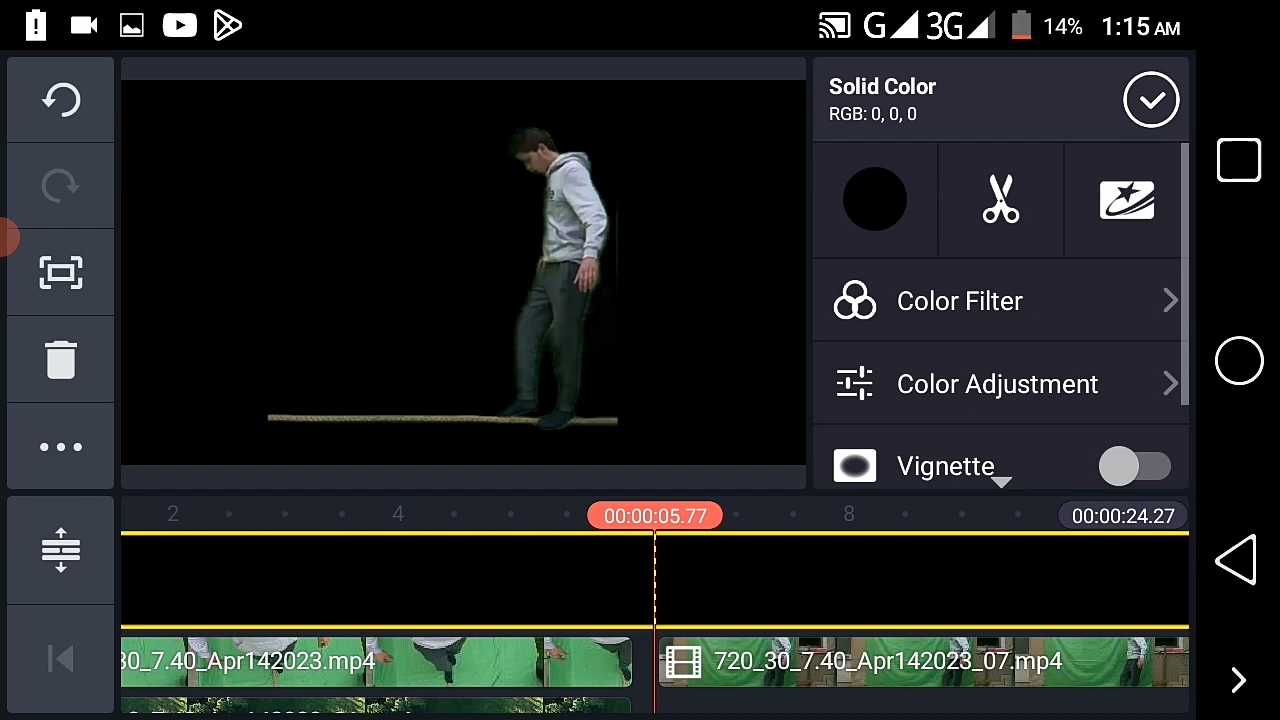 G 3G 14% 1:15 AM
Solid Color
RGB: 0, 0, 0
Color Filter
Color Adjustment
Vignette
2 4 00:00:05.77 8 00:00:24.27
30_7.40_Apr142023.mp4
720_30_7.40_Apr142023_07.mp4